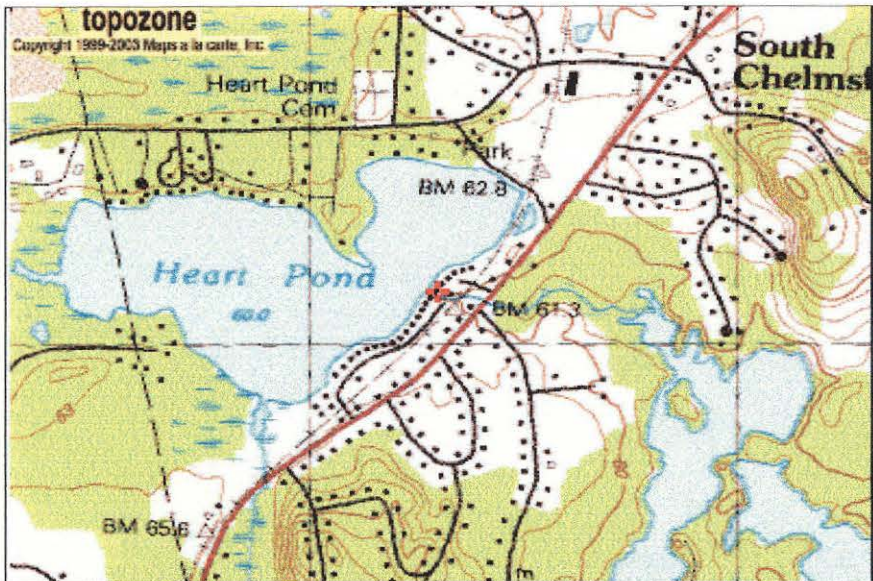 topozone
Copyright 1999-2003 Maps a la carte, Inc.
South
Chelmsf
Heart Pond
Cem
Park
BM 62.8
Heart Pond
60.0
BM 61.3
63
BM 65.6